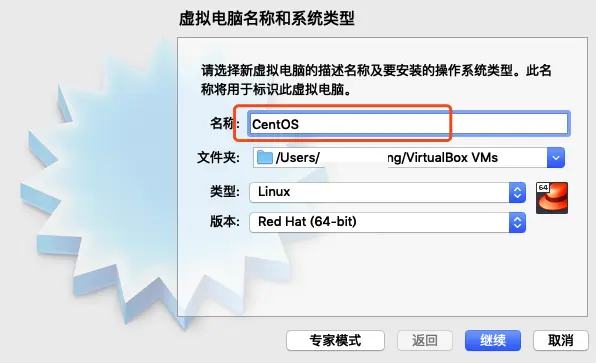 虚拟电脑名称和系统类型
请选择新虚拟电脑的描述名称及要安装的操作系统类型。此名
称将用于标识此虚拟电脑。
名称: CentOS
文件夹: /Users/ ng/VirtualBox VMs
类型: Linux
64
版本: Red Hat (64-bit)
专家模式 返回 继续 取消